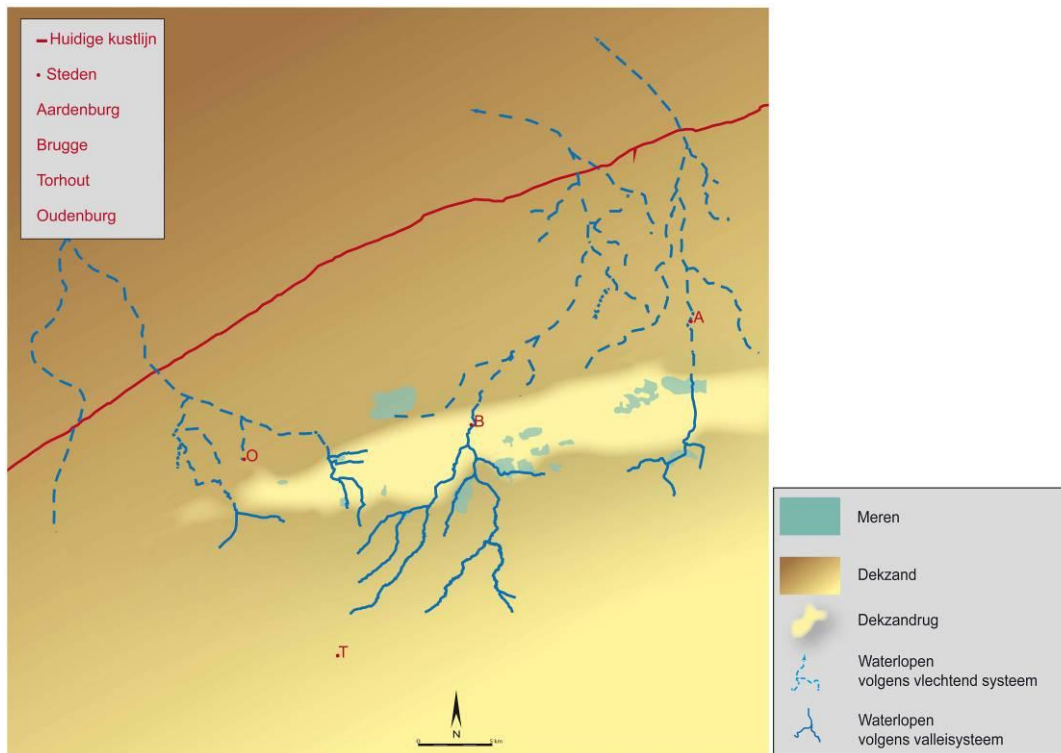 Huidige kustlijn
Steden
Aardenburg
Brugge
Torhout
Oudenburg
A
B
O
T
N
0 5 km
Meren
Dekzand
Dekzandrug
Waterlopen
volgens vlechtend systeem
Waterlopen
volgens valleisysteem